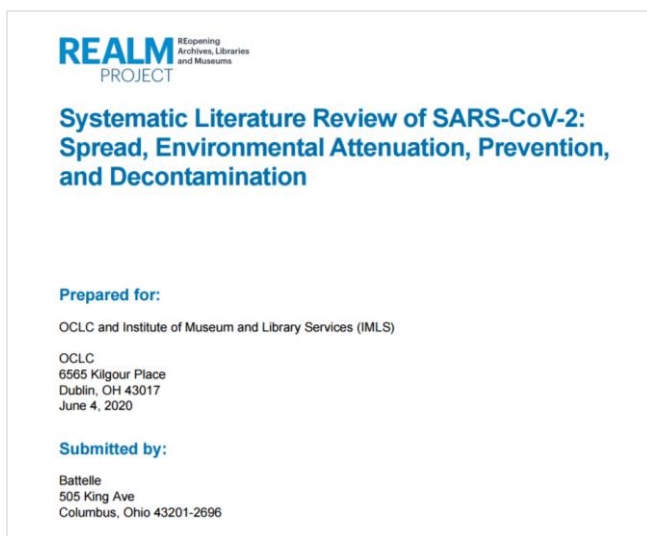 REALM
PROJECT
REopening
Archives, Libraries
and Museums
Systematic Literature Review of SARS-CoV-2:
Spread, Environmental Attenuation, Prevention,
and Decontamination
Prepared for:
OCLC and Institute of Museum and Library Services (IMLS)
OCLC
6565 Kilgour Place
Dublin, OH 43017
June 4, 2020
Submitted by:
Battelle
505 King Ave
Columbus, Ohio 43201-2696